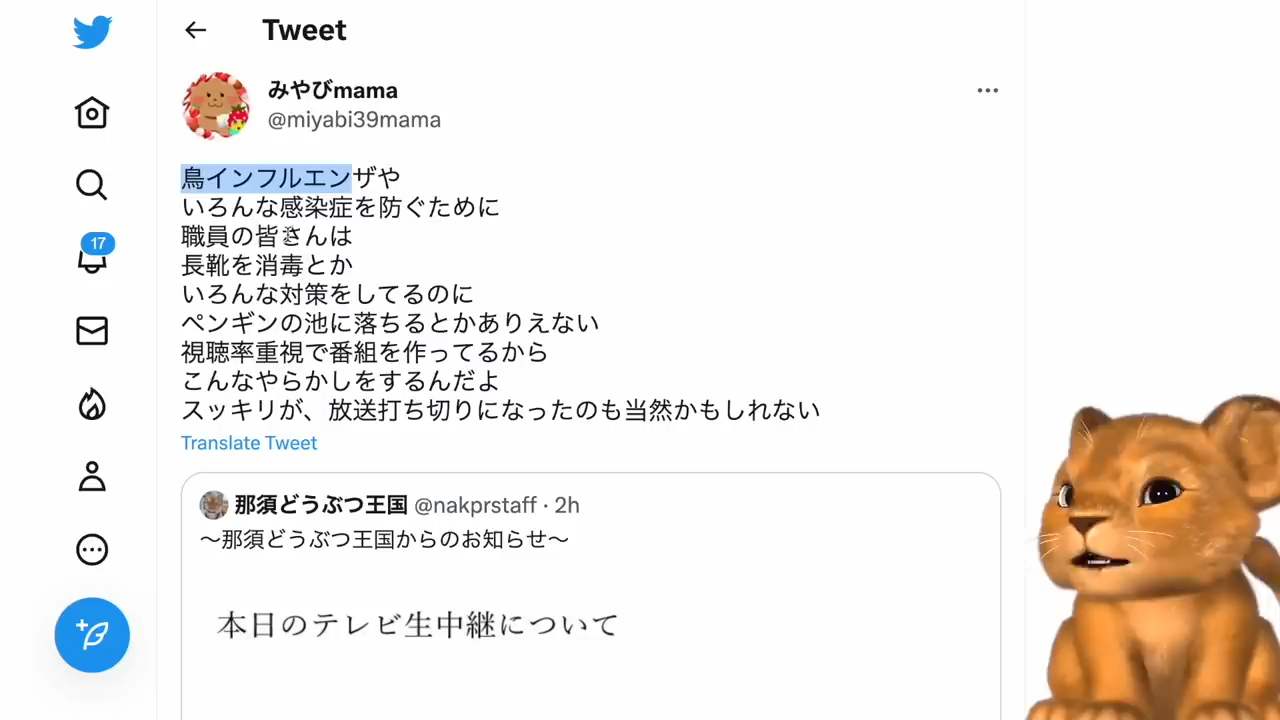 Tweet
みやびmama
@miyabi39mama
鳥インフルエンザや
いろんな感染症を防ぐために
職員の皆さんは
長靴を消毒とか
いろんな対策をしてるのに
ペンギンの池に落ちるとかありえない
視聴率重視で番組を作ってるから
こんなやらかしをするんだよ
スッキリが、放送打ち切りになったのも当然かもしれない
Translate Tweet
那須どうぶつ王国 @nakprstaff · 2h
〜那須どうぶつ王国からのお知らせ〜
本日のテレビ生中継について
17